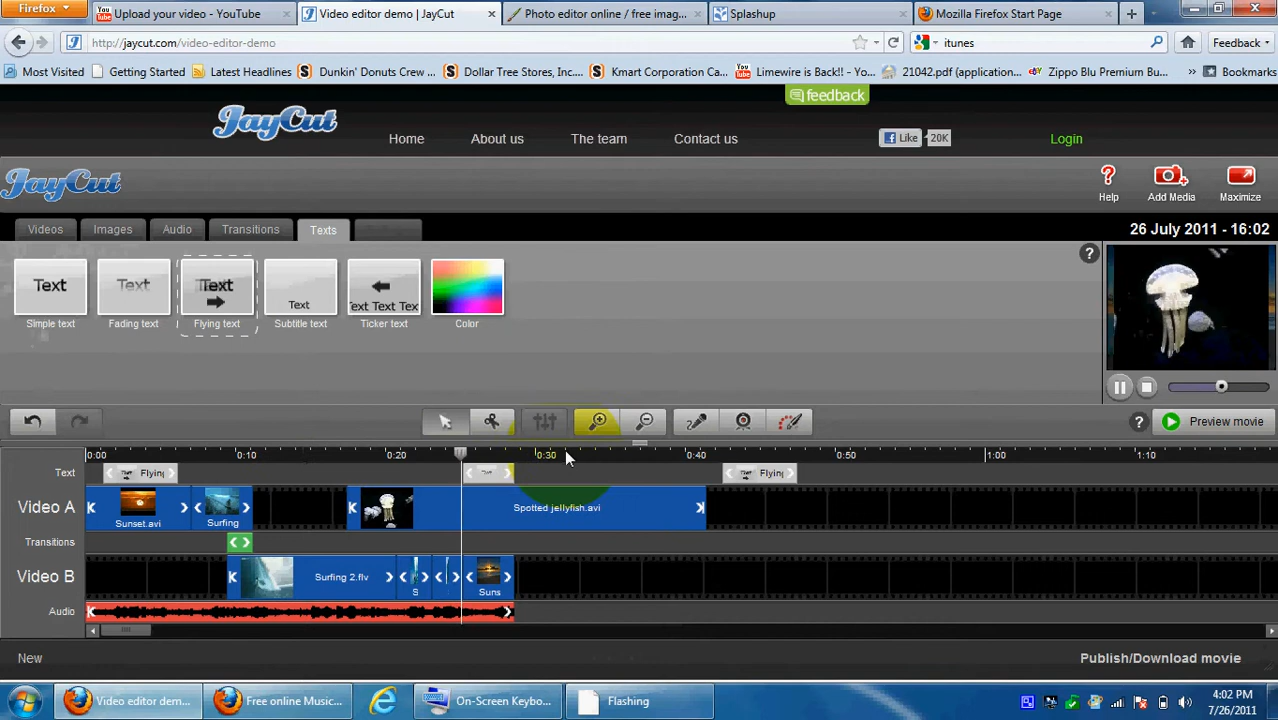 Firefox
Upload your video - YouTube
Video editor demo | JayCut
Photo editor online / free imag...
Splashup
Mozilla Firefox Start Page
http://jaycut.com/video-editor-demo
itunes
Feedback
Most Visited
Getting Started
Latest Headlines
Dunkin' Donuts Crew ...
Dollar Tree Stores, Inc....
Kmart Corporation Ca...
Limewire is Back!! - Yo...
21042.pdf (application...
Zippo Blu Premium Bu...
Bookmarks
feedback
JayCut
Home
About us
The team
Contact us
Like
20K
Login
JayCut
Help
Add Media
Maximize
Videos
Images
Audio
Transitions
Texts
26 July 2011 - 16:02
Text
Text
Text
Text
Text Text Tex
Simple text
Fading text
Flying text
Subtitle text
Ticker text
Color
Preview movie
0:00
0:10
0:20
0:30
0:40
0:50
1:00
1:10
Text
Flying
Flying
Video A
Sunset.avi
Surfing
Spotted jellyfish.avi
Transitions
Video B
Surfing 2.flv
S
Suns
Audio
New
Publish/Download movie
Video editor dem...
Free online Music...
On-Screen Keybo...
Flashing
4:02 PM
7/26/2011